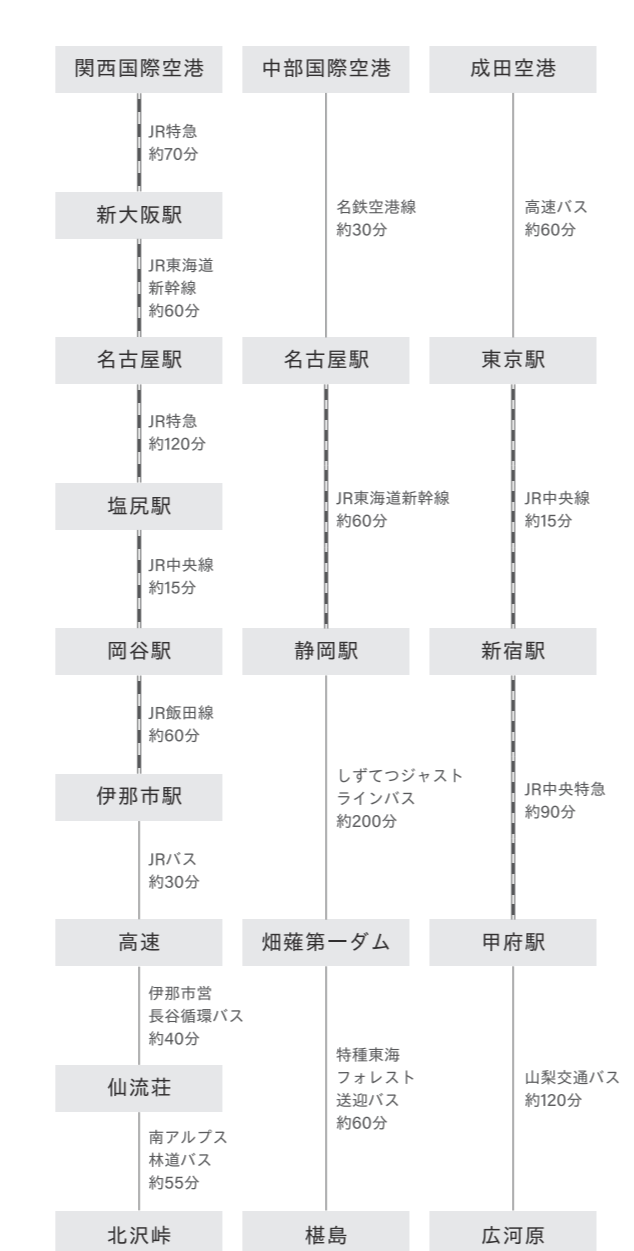 関西国際空港
JR特急
約70分
新大阪駅
JR東海道
新幹線
約60分
名古屋駅
JR特急
約120分
塩尻駅
JR中央線
約15分
岡谷駅
JR飯田線
約60分
伊那市駅
JRバス
約30分
高速
伊那市営
長谷循環バス
約40分
仙流荘
南アルプス
林道バス
約55分
北沢峠
中部国際空港
名鉄空港線
約30分
名古屋駅
JR東海道新幹線
約60分
静岡駅
しずてつジャスト
ラインバス
約200分
畑薙第一ダム
特種東海
フォレスト
送迎バス
約60分
椹島
成田空港
高速バス
約60分
東京駅
JR中央線
約15分
新宿駅
JR中央特急
約90分
甲府駅
山梨交通バス
約120分
広河原